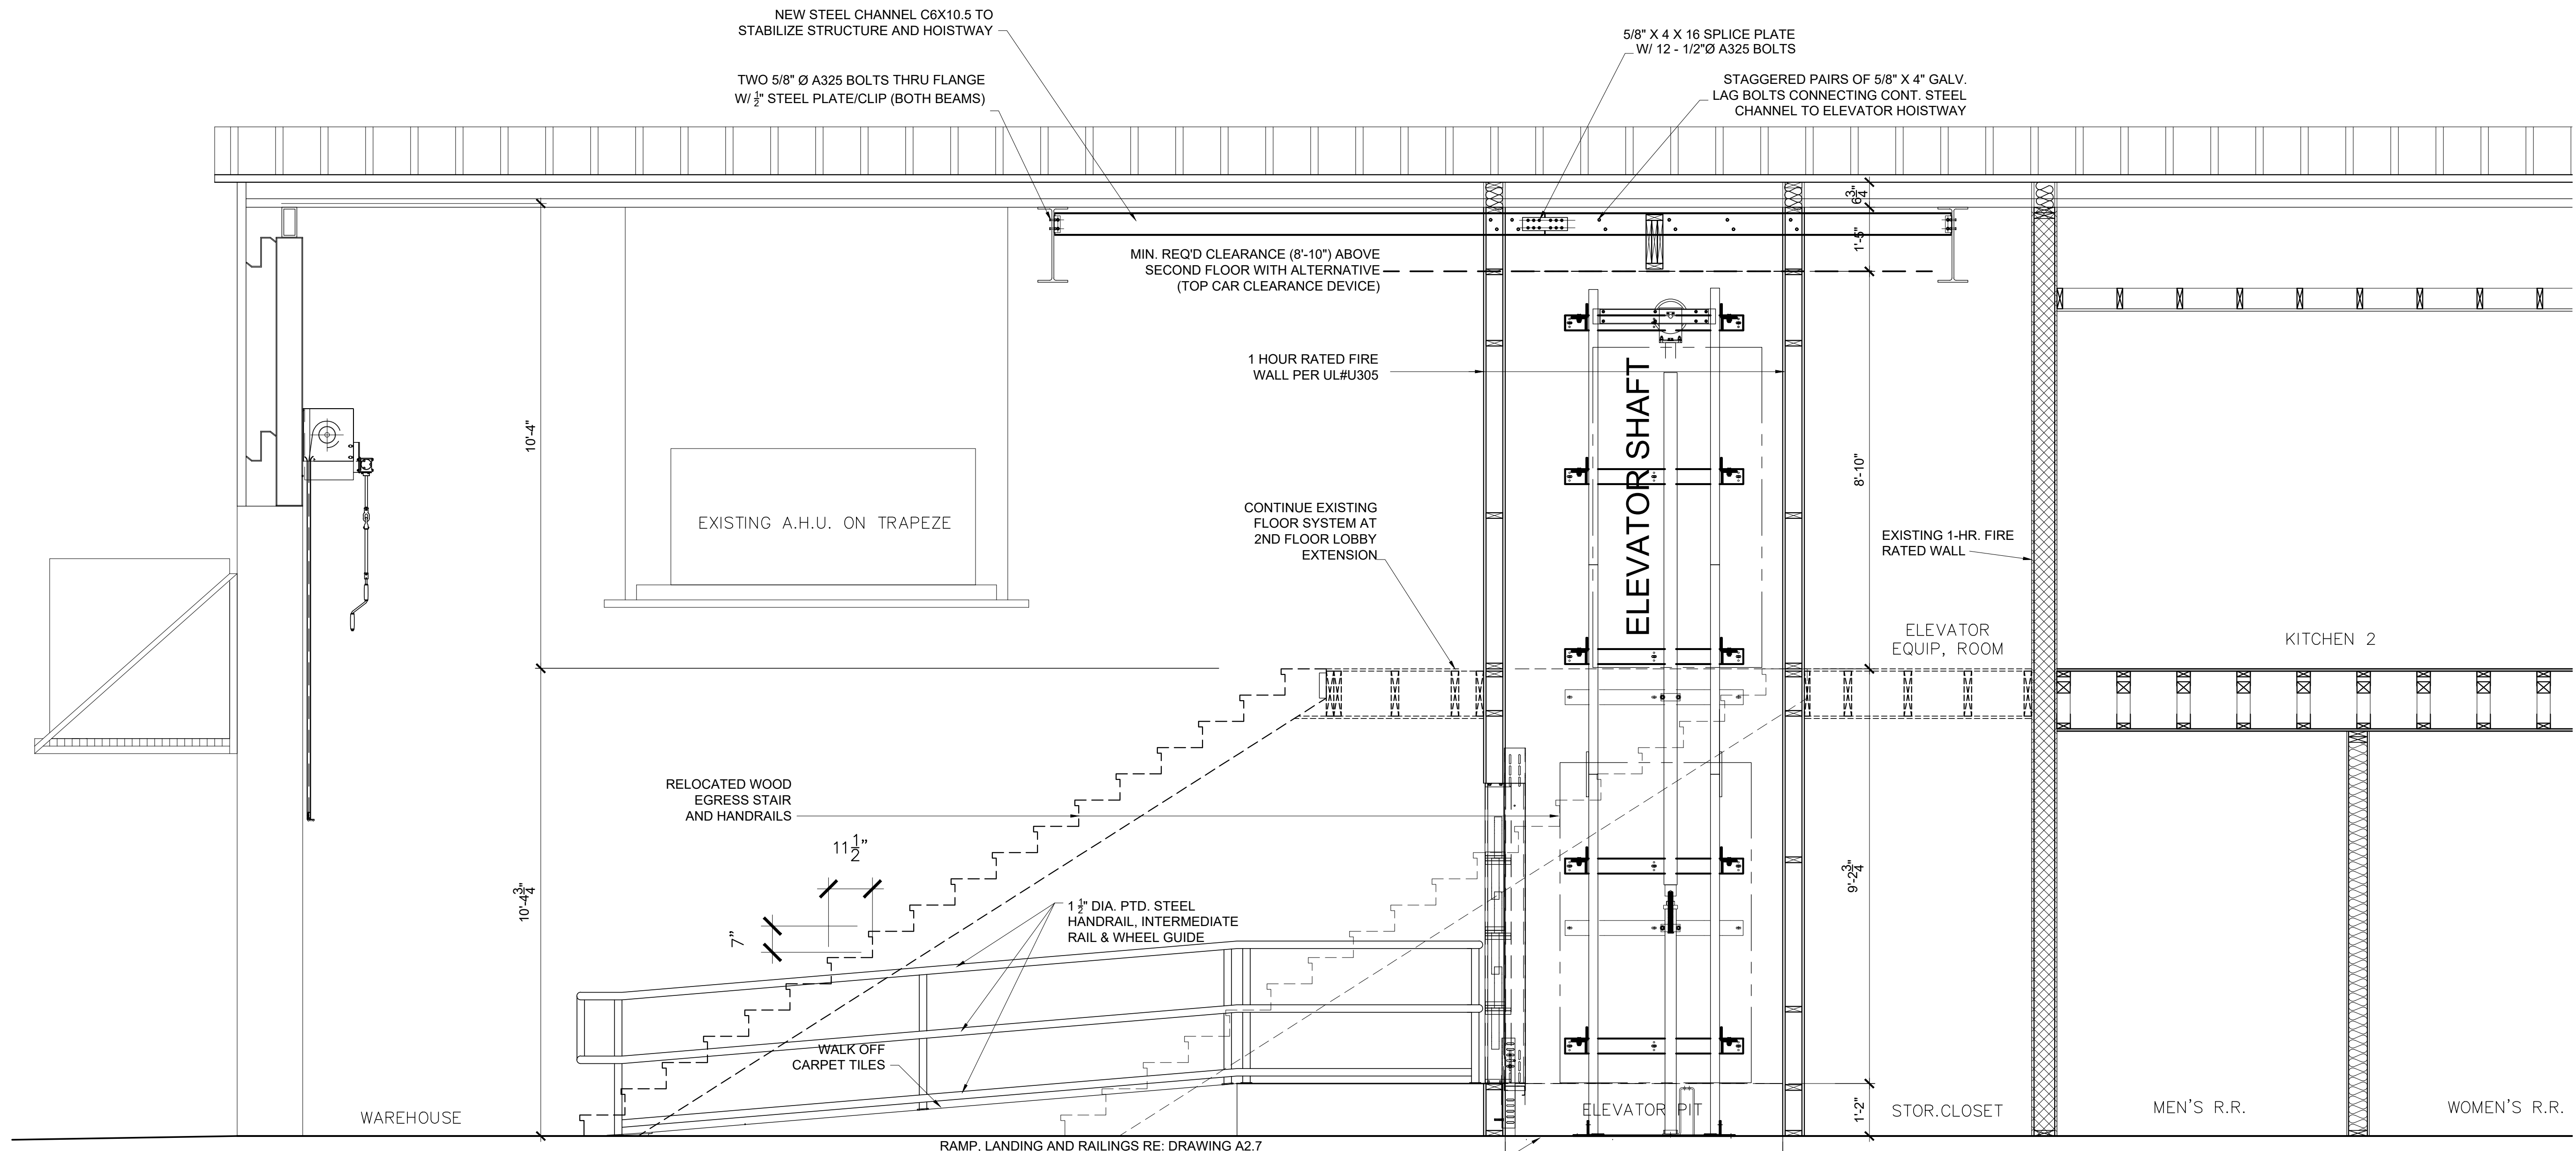 NEW STEEL CHANNEL C6X10.5 TO
STABILIZE STRUCTURE AND HOISTWAY
5/8" X 4 X 16 SPLICE PLATE
W/ 12 - 1/2"Ø A325 BOLTS
TWO 5/8" Ø A325 BOLTS THRU FLANGE
W/ 1/2" STEEL PLATE/CLIP (BOTH BEAMS)
STAGGERED PAIRS OF 5/8" X 4" GALV.
LAG BOLTS CONNECTING CONT. STEEL
CHANNEL TO ELEVATOR HOISTWAY
6 3/4"
1'-5"
MIN. REQ'D CLEARANCE (8'-10") ABOVE
SECOND FLOOR WITH ALTERNATIVE
(TOP CAR CLEARANCE DEVICE)
1 HOUR RATED FIRE
WALL PER UL#U305
ELEVATOR SHAFT
10'-4"
8'-10"
EXISTING A.H.U. ON TRAPEZE
CONTINUE EXISTING
FLOOR SYSTEM AT
2ND FLOOR LOBBY
EXTENSION
EXISTING 1-HR. FIRE
RATED WALL
ELEVATOR
EQUIP, ROOM
KITCHEN 2
RELOCATED WOOD
EGRESS STAIR
AND HANDRAILS
11 1/2"
7"
10'-4 3/4"
9'-2 3/4"
1 1/2" DIA. PTD. STEEL
HANDRAIL, INTERMEDIATE
RAIL & WHEEL GUIDE
WALK OFF
CARPET TILES
WAREHOUSE
ELEVATOR PIT
1'-2"
STOR.CLOSET
MEN'S R.R.
WOMEN'S R.R.
RAMP, LANDING AND RAILINGS RE: DRAWING A2.7